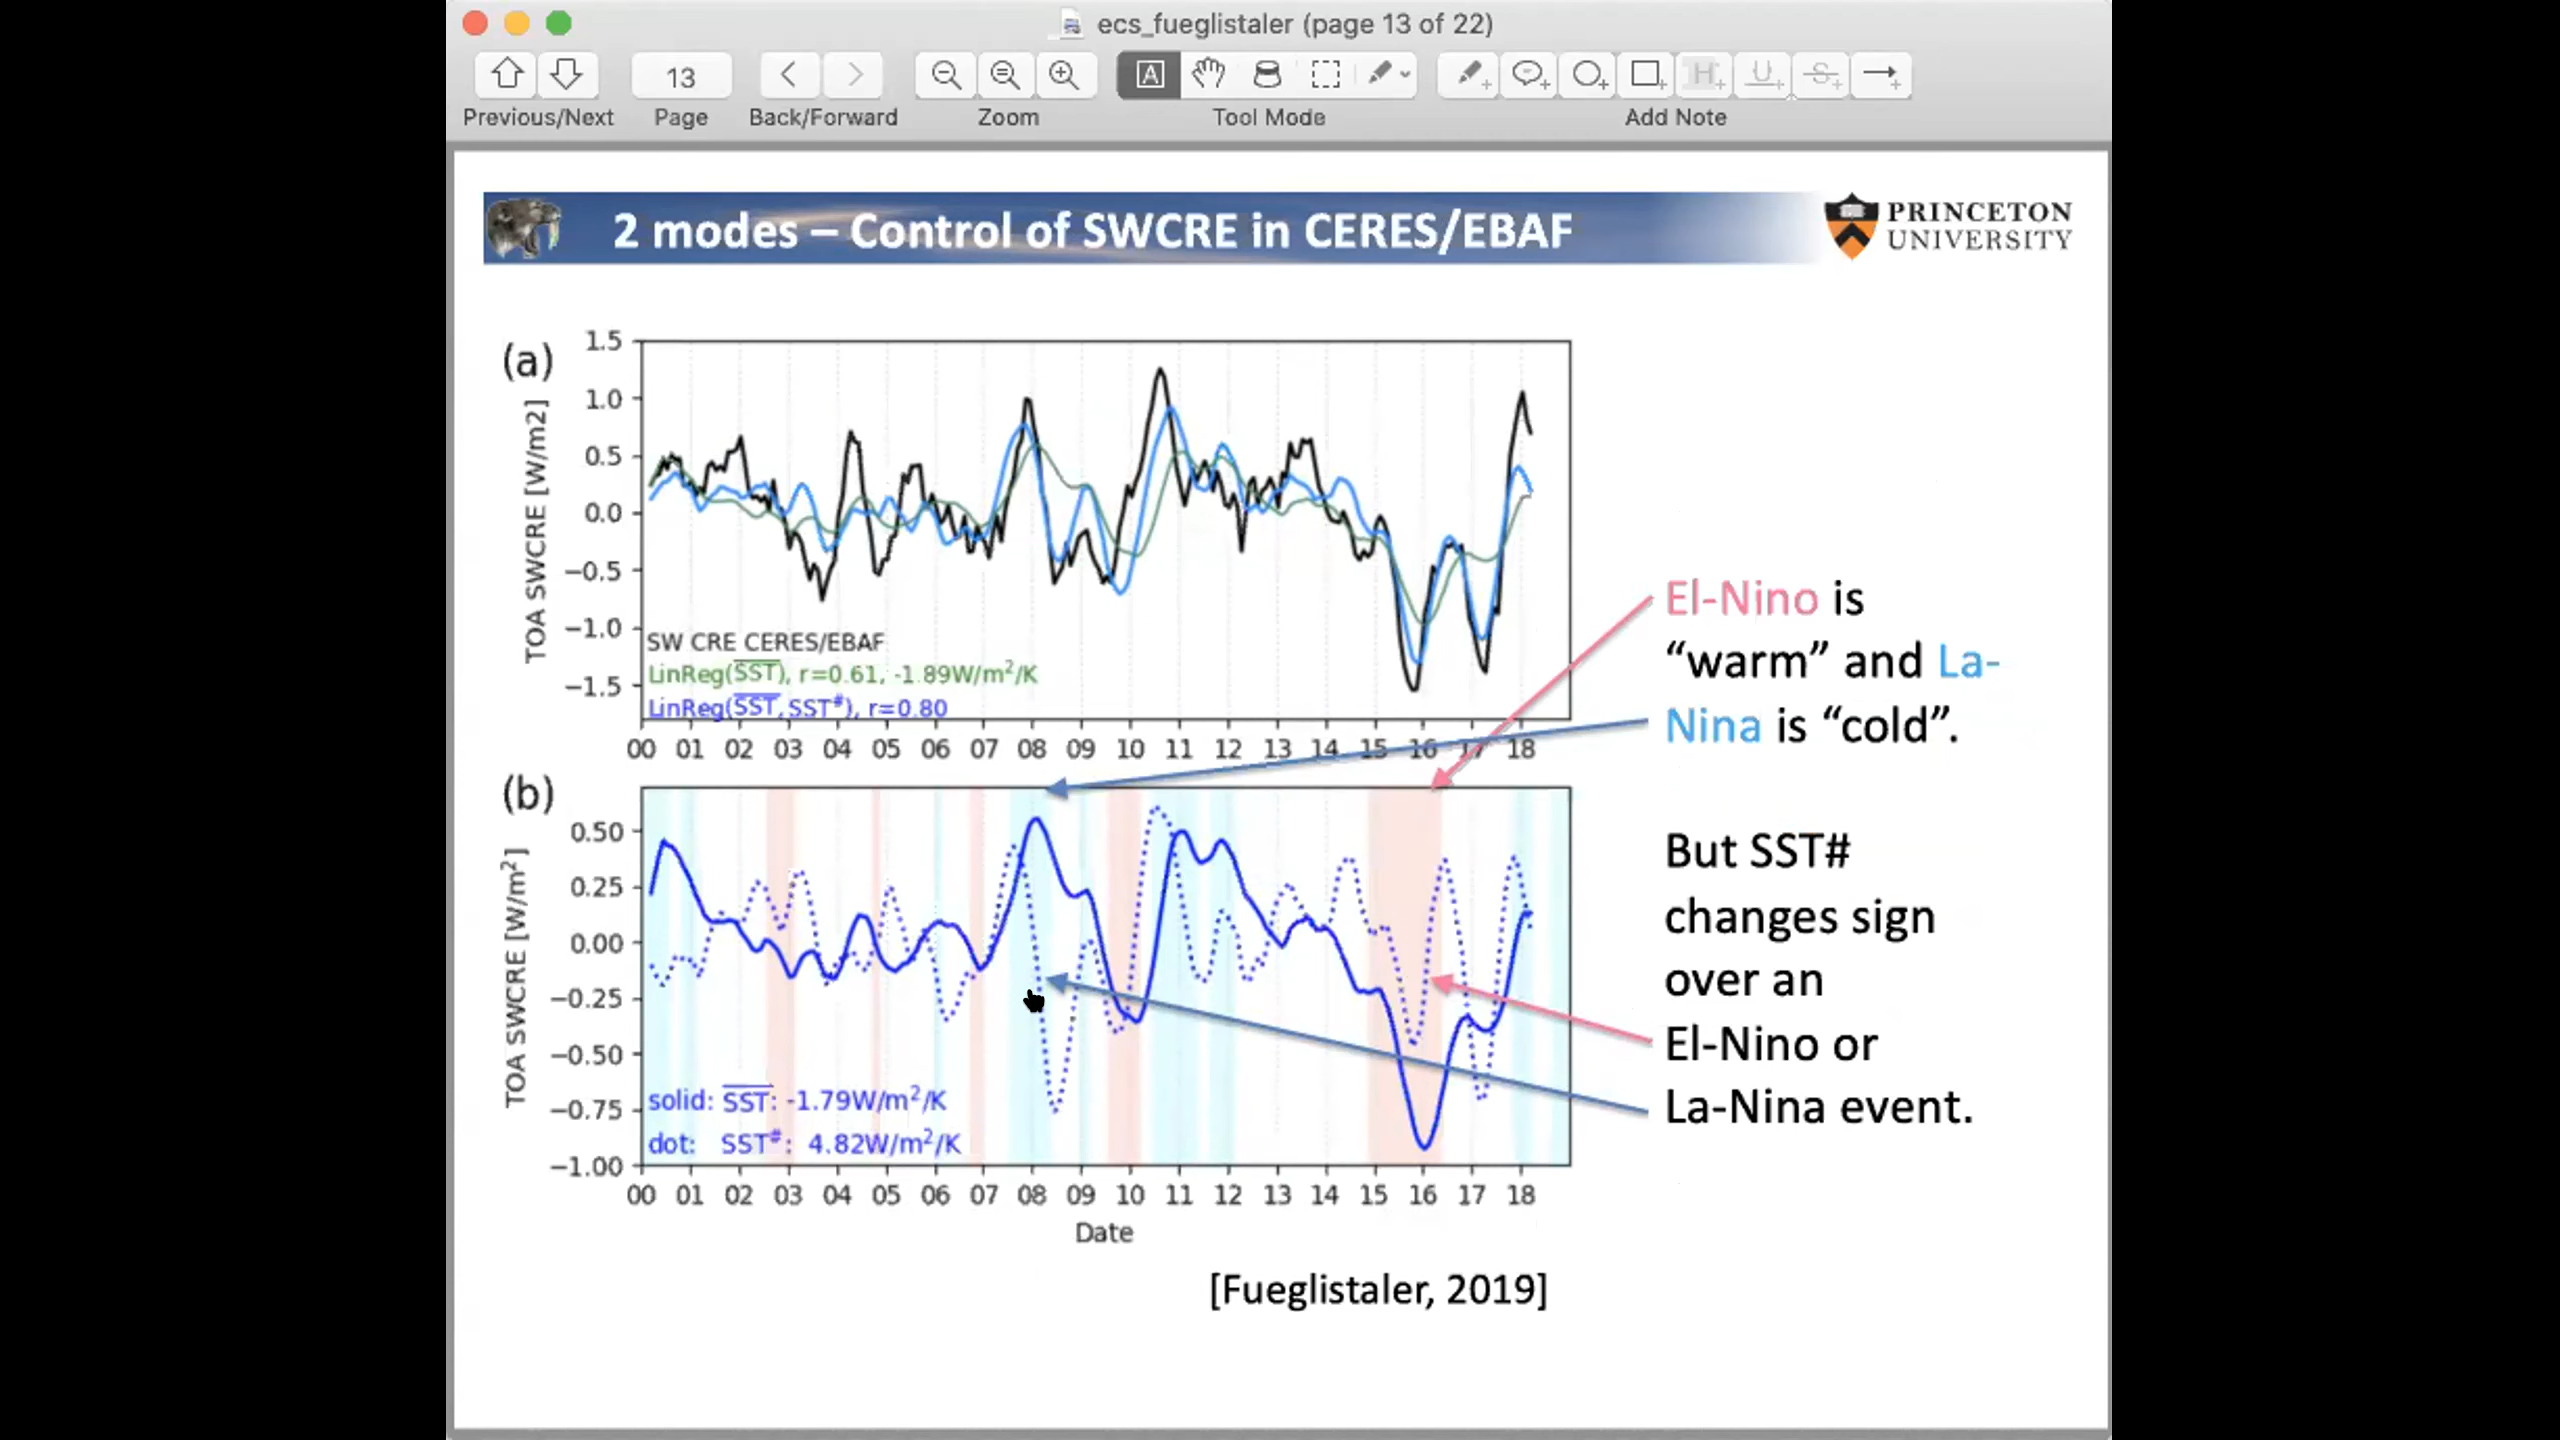 ecs_fueglistaler (page 13 of 22)
13
Previous/Next
Page
Back/Forward
Zoom
Tool Mode
Add Note
2 modes – Control of SWCRE in CERES/EBAF
PRINCETON
UNIVERSITY
(a)
TOA SWCRE [W/m2]
1.5
1.0
0.5
0.0
−0.5
−1.0
−1.5
SW CRE CERES/EBAF
LinReg(SST), r=0.61, -1.89W/m²/K
LinReg(SST, SST#), r=0.80
00 01 02 03 04 05 06 07 08 09 10 11 12 13 14 15 16 17 18
(b)
TOA SWCRE [W/m²]
0.50
0.25
0.00
−0.25
−0.50
−0.75
−1.00
solid: SST: -1.79W/m²/K
dot: SST#: 4.82W/m²/K
00 01 02 03 04 05 06 07 08 09 10 11 12 13 14 15 16 17 18
Date
El-Nino is
“warm” and La-
Nina is “cold”.
But SST#
changes sign
over an
El-Nino or
La-Nina event.
[Fueglistaler, 2019]